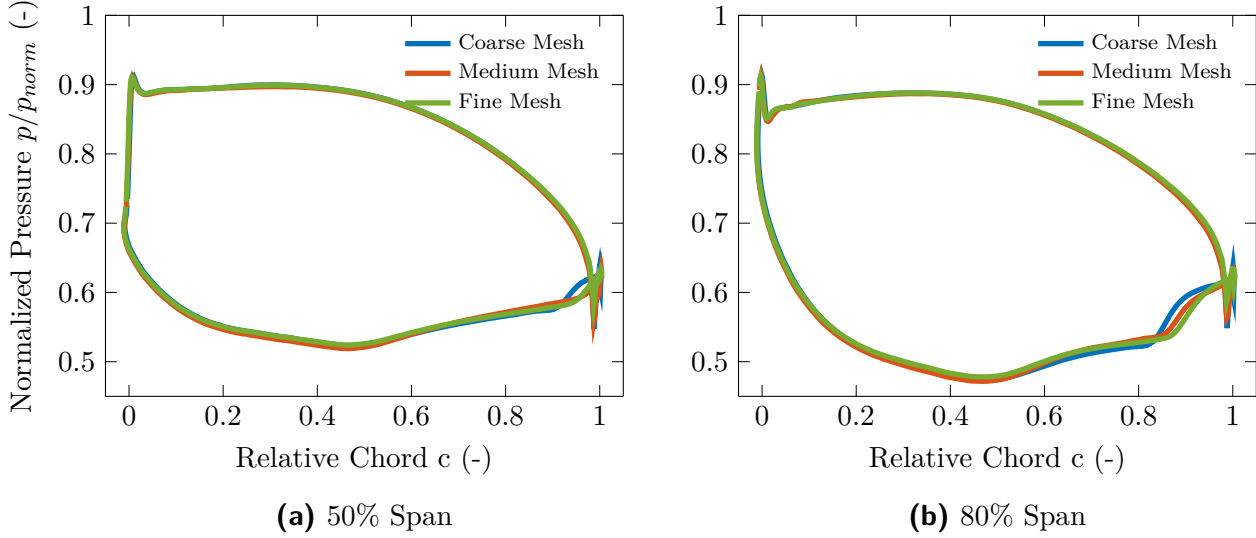 Normalized Pressure p/p_norm (-)
1
0.9
0.8
0.7
0.6
0.5
0
0.2
0.4
0.6
0.8
1
Relative Chord c (-)
Coarse Mesh
Medium Mesh
Fine Mesh
(a) 50% Span
1
0.9
0.8
0.7
0.6
0.5
0
0.2
0.4
0.6
0.8
1
Relative Chord c (-)
Coarse Mesh
Medium Mesh
Fine Mesh
(b) 80% Span